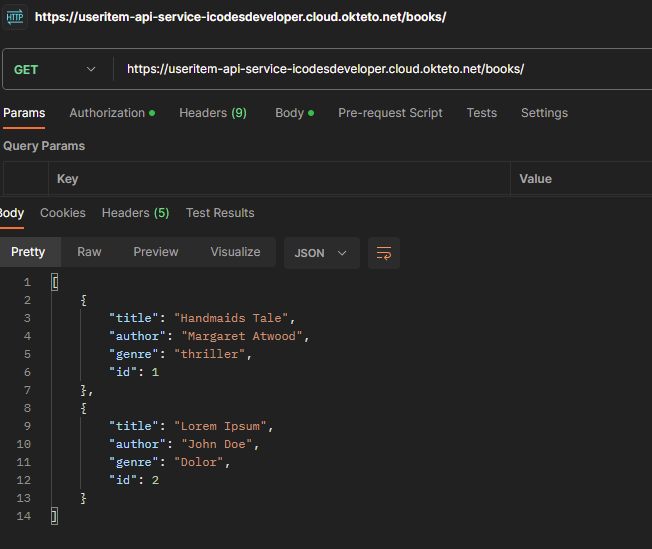 HTTP https://useritem-api-service-icodesdeveloper.cloud.okteto.net/books/
GET https://useritem-api-service-icodesdeveloper.cloud.okteto.net/books/
Params Authorization Headers (9) Body Pre-request Script Tests Settings
Query Params
Key Value
Body Cookies Headers (5) Test Results
Pretty Raw Preview Visualize JSON
1 [
2 {
3 "title": "Handmaids Tale",
4 "author": "Margaret Atwood",
5 "genre": "thriller",
6 "id": 1
7 },
8 {
9 "title": "Lorem Ipsum",
10 "author": "John Doe",
11 "genre": "Dolor",
12 "id": 2
13 }
14 ]